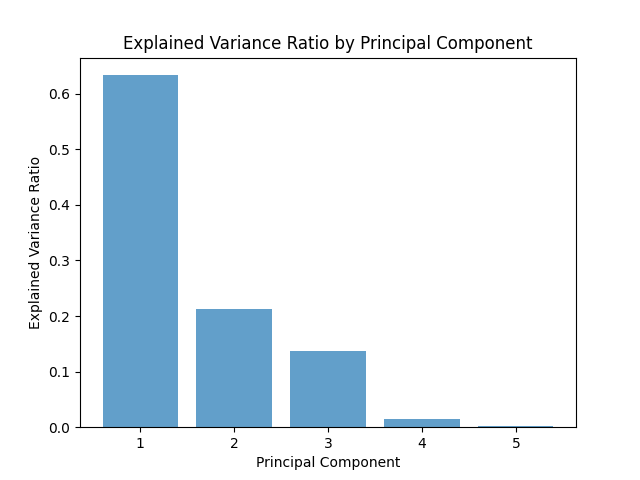 Explained Variance Ratio by Principal Component
Explained Variance Ratio
0.6
0.5
0.4
0.3
0.2
0.1
0.0
1 2 3 4 5
Principal Component